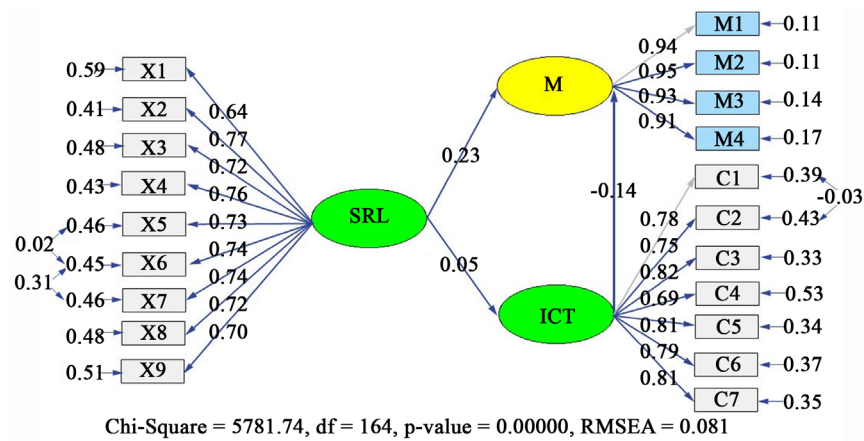 M1 0.11
0.94
M2 0.11
0.95
M3 0.14
0.93
M4 0.17
0.91
M
0.59 X1
0.64
0.41 X2
0.77
0.48 X3
0.72
0.43 X4
0.76
0.46 X5
0.73
0.02
0.45 X6
0.74
0.31
0.46 X7
0.74
0.48 X8
0.72
0.51 X9
0.70
SRL
0.23
0.05
-0.14
ICT
C1 0.39
-0.03
0.78
C2 0.43
0.75
C3 0.33
0.82
C4 0.53
0.69
C5 0.34
0.81
C6 0.37
0.79
C7 0.35
0.81
Chi-Square = 5781.74, df = 164, p-value = 0.00000, RMSEA = 0.081